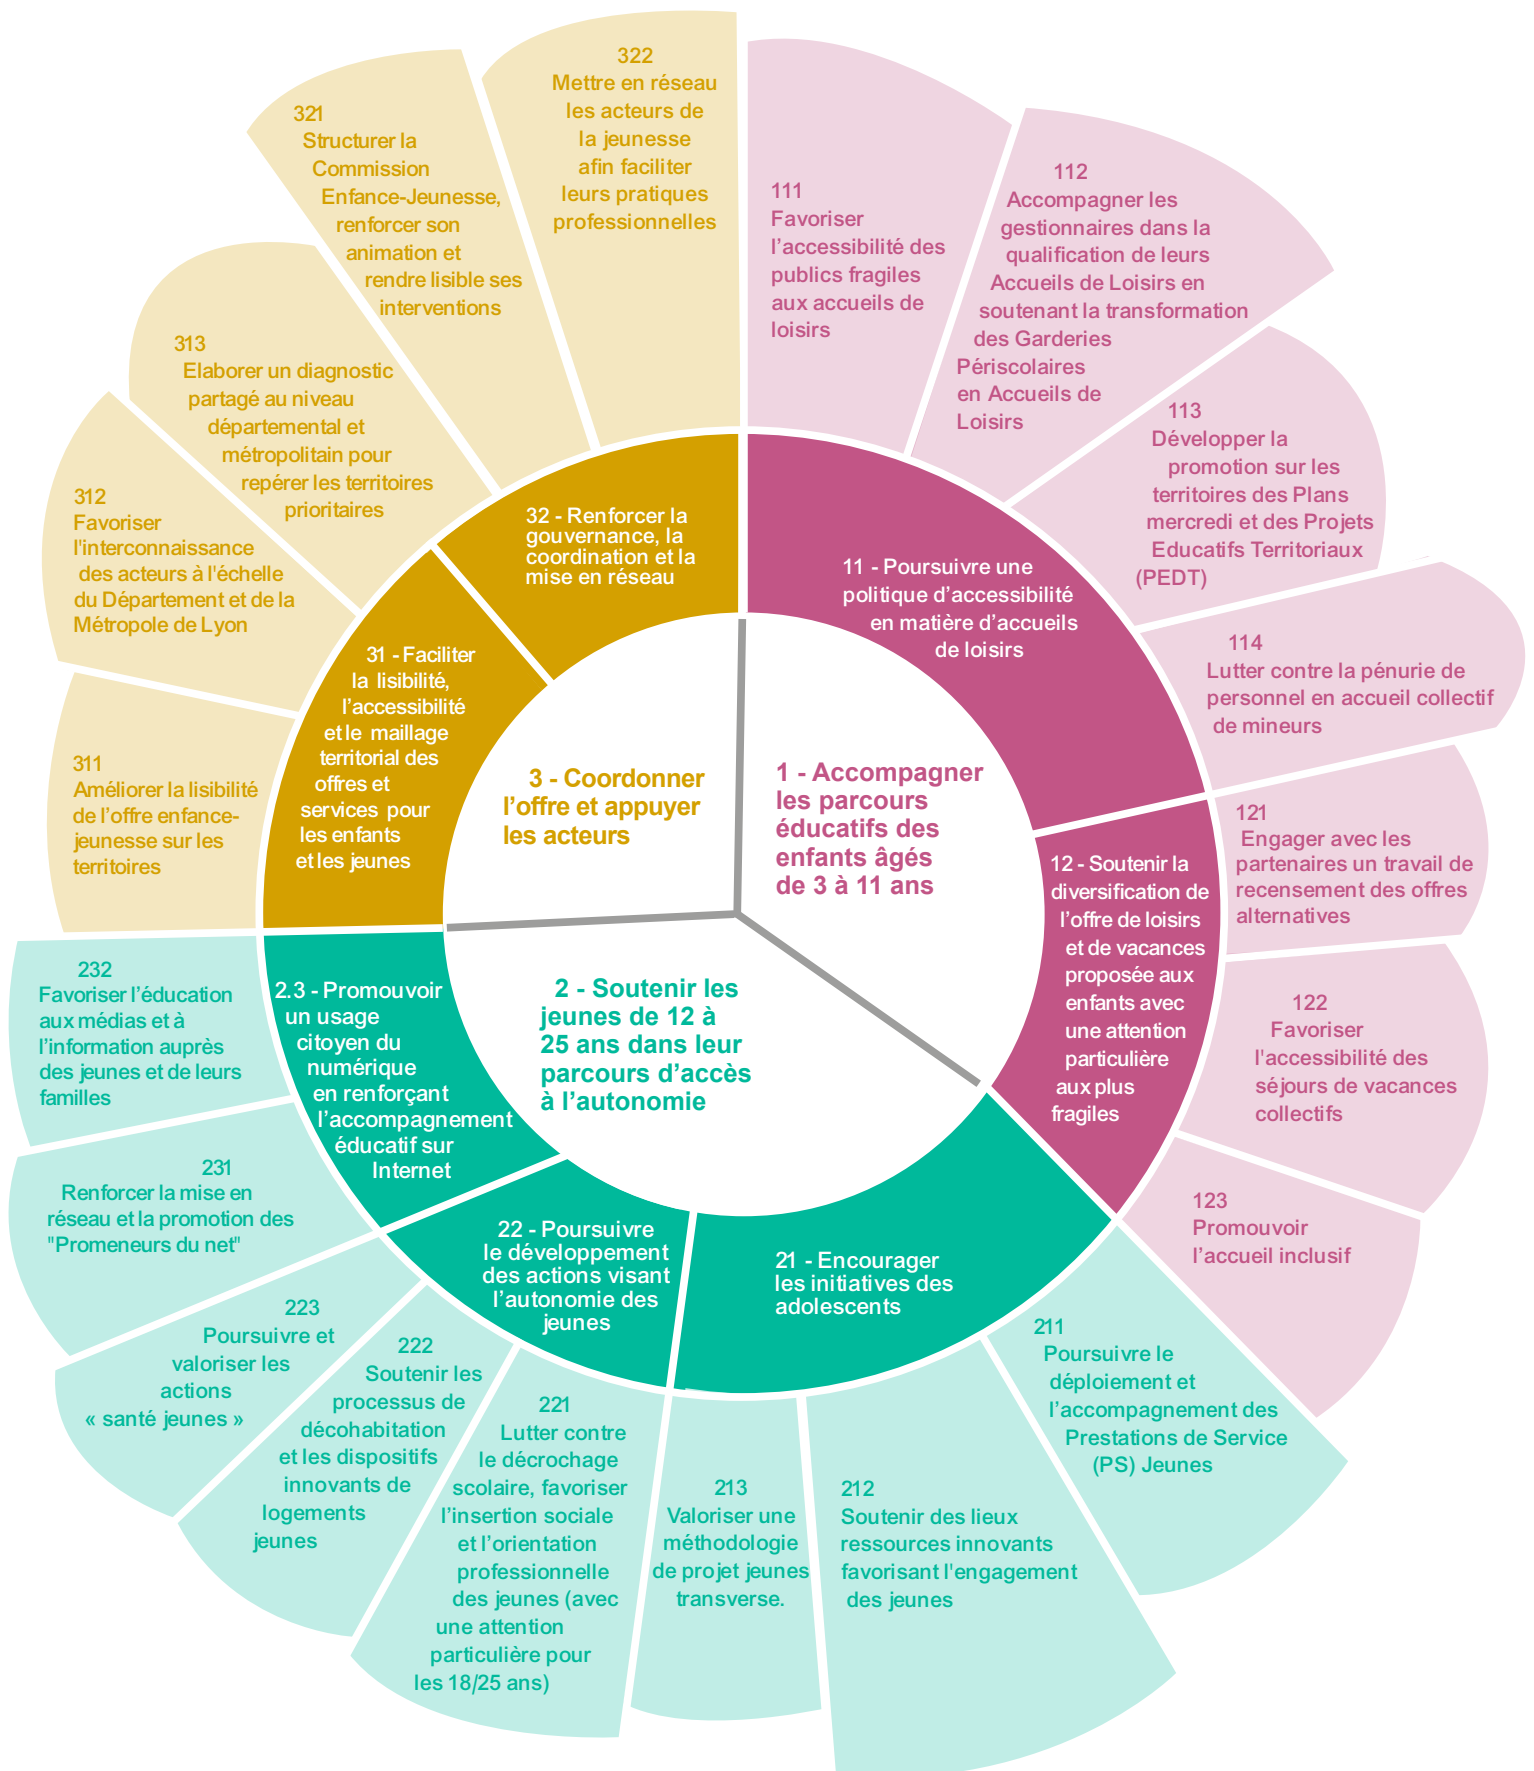 1 - Accompagner
les parcours
éducatifs des
enfants âgés
de 3 à 11 ans
11 - Poursuivre une
politique d’accessibilité
en matière d’accueils
de loisirs
111
Favoriser
l’accessibilité des
publics fragiles
aux accueils de
loisirs
112
Accompagner les
gestionnaires dans la
qualification de leurs
Accueils de Loisirs en
soutenant la transformation
des Garderies
Périscolaires
en Accueils de
Loisirs
113
Développer la
promotion sur les
territoires des Plans
mercredi et des Projets
Educatifs Territoriaux
(PEDT)
114
Lutter contre la pénurie de
personnel en accueil collectif
de mineurs
12 - Soutenir la
diversification de
l’offre de loisirs
et de vacances
proposée aux
enfants avec
une attention
particulière
aux plus
fragiles
121
Engager avec les
partenaires un travail de
recensement des offres
alternatives
122
Favoriser
l'accessibilité des
séjours de vacances
collectifs
123
Promouvoir
l’accueil inclusif
2 - Soutenir les
jeunes de 12 à
25 ans dans leur
parcours d’accès
à l’autonomie
21 - Encourager
les initiatives des
adolescents
211
Poursuivre le
déploiement et
l’accompagnement des
Prestations de Service
(PS) Jeunes
212
Soutenir des lieux
ressources innovants
favorisant l'engagement
des jeunes
213
Valoriser une
méthodologie
de projet jeunes
transverse.
22 - Poursuivre
le développement
des actions visant
l’autonomie des
jeunes
221
Lutter contre
le décrochage
scolaire, favoriser
l’insertion sociale
et l’orientation
professionnelle
des jeunes (avec
une attention
particulière pour
les 18/25 ans)
222
Soutenir les
processus de
décohabitation
et les dispositifs
innovants de
logements
jeunes
223
Poursuivre et
valoriser les
actions
« santé jeunes »
2.3 - Promouvoir
un usage
citoyen du
numérique
en renforçant
l’accompagnement
éducatif sur
Internet
231
Renforcer la mise en
réseau et la promotion des
"Promeneurs du net"
232
Favoriser l’éducation
aux médias et à
l’information auprès
des jeunes et de leurs
familles
3 - Coordonner
l’offre et appuyer
les acteurs
31 - Faciliter
la lisibilité,
l’accessibilité
et le maillage
territorial des
offres et
services pour
les enfants
et les jeunes
311
Améliorer la lisibilité
de l’offre enfance-
jeunesse sur les
territoires
312
Favoriser
l'interconnaissance
des acteurs à l'échelle
du Département et de la
Métropole de Lyon
313
Elaborer un diagnostic
partagé au niveau
départemental et
métropolitain pour
repérer les territoires
prioritaires
32 - Renforcer la
gouvernance, la
coordination et la
mise en réseau
321
Structurer la
Commission
Enfance-Jeunesse,
renforcer son
animation et
rendre lisible ses
interventions
322
Mettre en réseau
les acteurs de
la jeunesse
afin faciliter
leurs pratiques
professionnelles